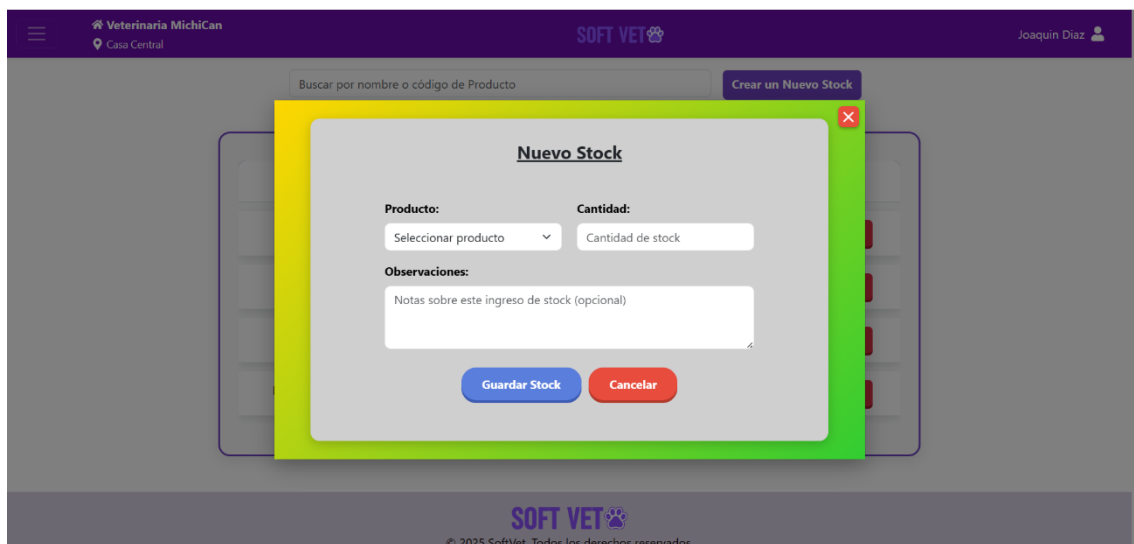 Veterinaria MichiCan
Casa Central
SOFT VET
Joaquin Diaz
Buscar por nombre o código de Producto
Crear un Nuevo Stock
Nuevo Stock
Producto:
Cantidad:
Seleccionar producto
Cantidad de stock
Observaciones:
Notas sobre este ingreso de stock (opcional)
Guardar Stock
Cancelar
SOFT VET
© 2025 SoftVet. Todos los derechos reservados